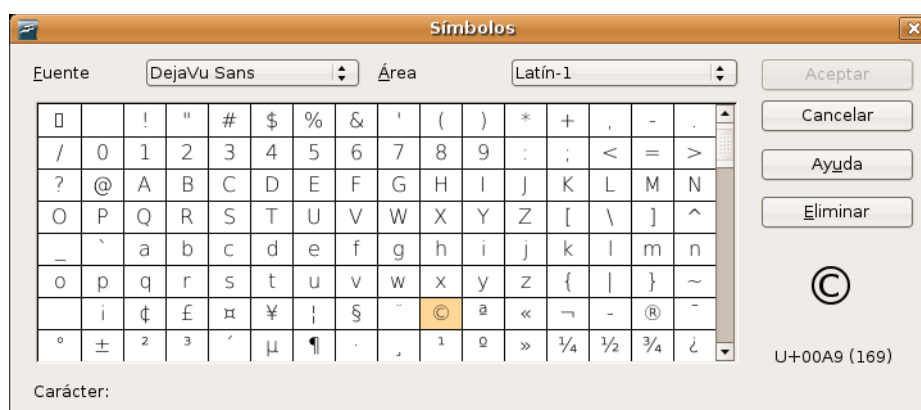 Símbolos
Fuente DejaVu Sans Área Latín-1 Aceptar
Cancelar
Ayuda
Eliminar
▯ ! " # $ % & ' ( ) * + , - .
/ 0 1 2 3 4 5 6 7 8 9 : ; < = >
? @ A B C D E F G H I J K L M N
O P Q R S T U V W X Y Z [ \ ] ^
_ ` a b c d e f g h i j k l m n
o p q r s t u v w x y z { | } ~
¡ ¢ £ ¤ ¥ ¦ § ¨ © ª « ¬ - ® ¯
° ± ² ³ ´ µ ¶ · ¸ ¹ º » ¼ ½ ¾ ¿
©
U+00A9 (169)
Carácter: